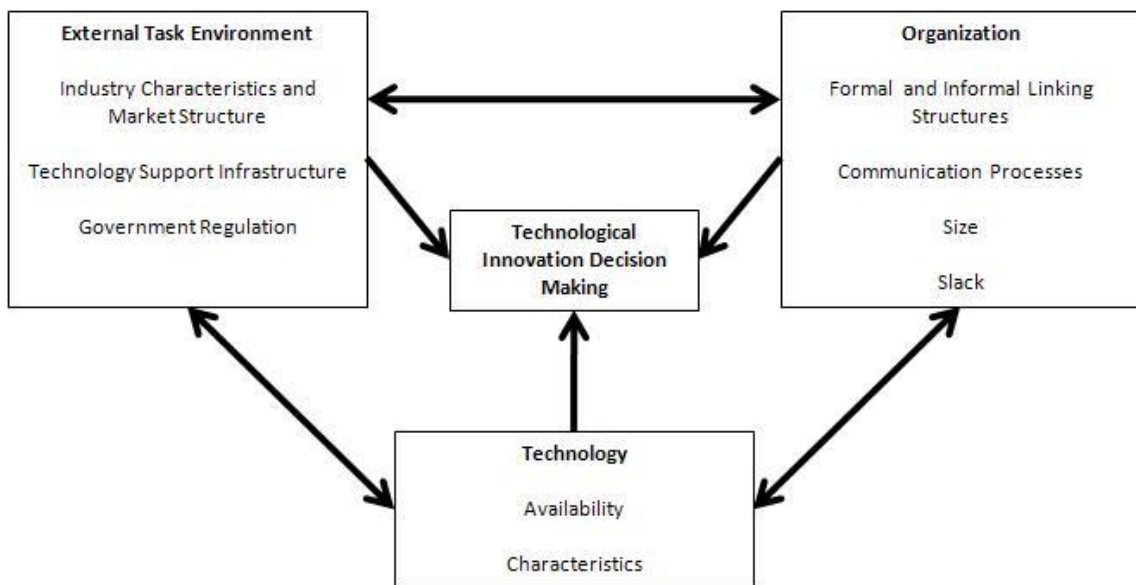 External Task Environment
Industry Characteristics and
Market Structure
Technology Support Infrastructure
Government Regulation
Organization
Formal and Informal Linking
Structures
Communication Processes
Size
Slack
Technological
Innovation Decision
Making
Technology
Availability
Characteristics